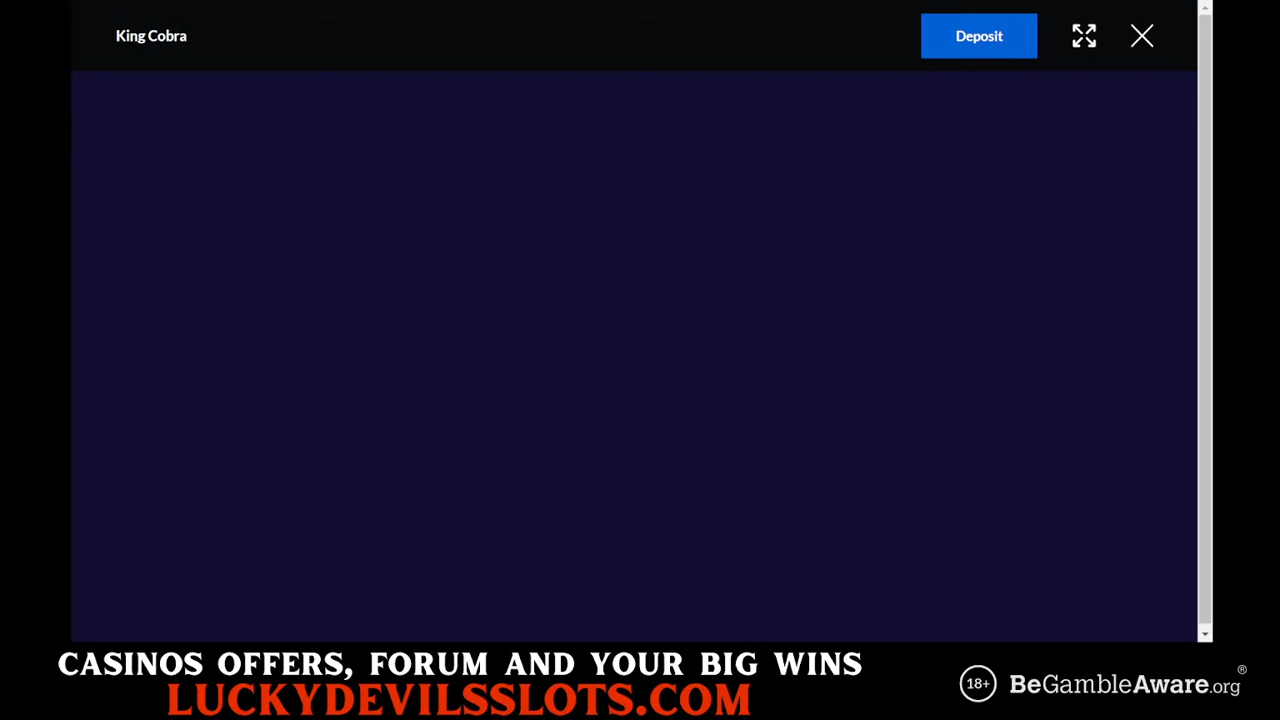 King Cobra
Deposit
CASINOS OFFERS, FORUM AND YOUR BIG WINS
LUCKYDEVILSSLOTS.COM
18+ BeGambleAware.org®